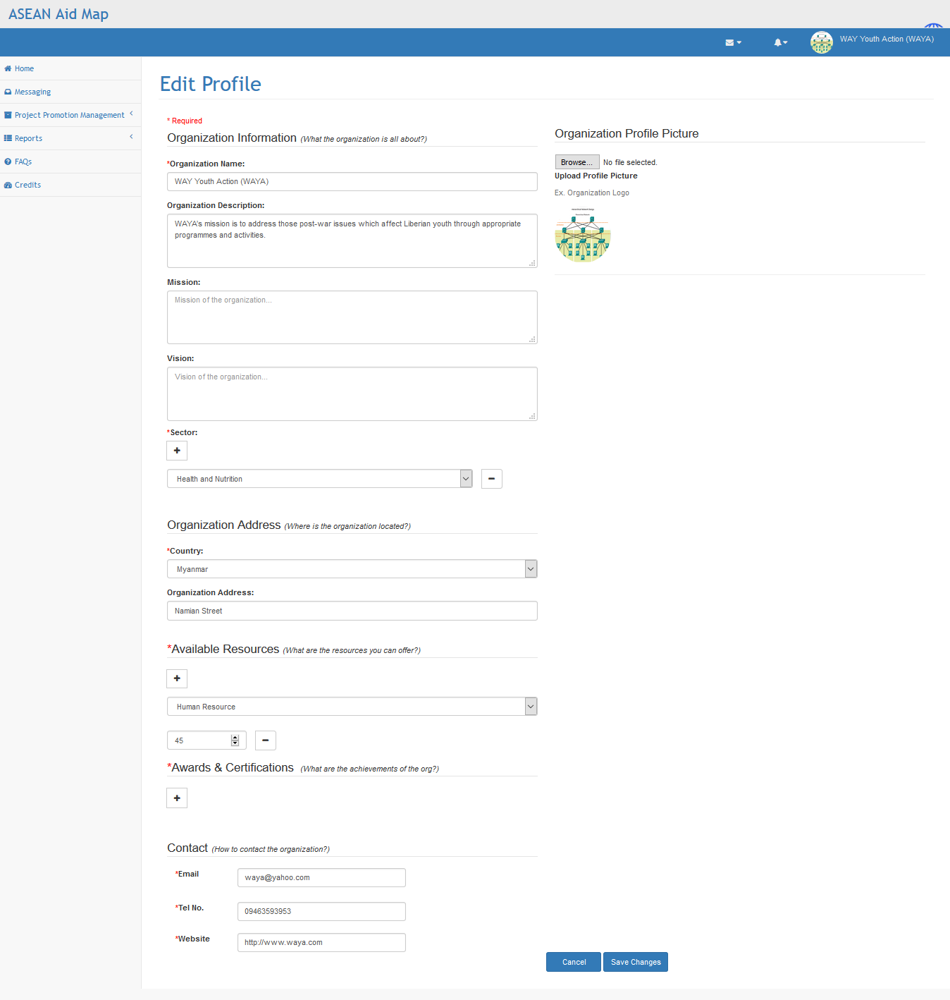 ASEAN Aid Map
WAY Youth Action (WAYA)
Home
Messaging
Project Promotion Management
Reports
FAQs
Credits
Edit Profile
* Required
Organization Information (What the organization is all about?)
*Organization Name:
WAY Youth Action (WAYA)
Organization Description:
WAYA's mission is to address those post-war issues which affect Liberian youth through appropriate
programmes and activities.
Mission:
Mission of the organization...
Vision:
Vision of the organization...
*Sector:
Health and Nutrition
Organization Address (Where is the organization located?)
*Country:
Myanmar
Organization Address:
Namian Street
*Available Resources (What are the resources you can offer?)
Human Resource
45
*Awards & Certifications (What are the achievements of the org?)
Contact (How to contact the organization?)
*Email
waya@yahoo.com
*Tel No.
09463593953
*Website
http://www.waya.com
Organization Profile Picture
Browse... No file selected.
Upload Profile Picture
Ex. Organization Logo
Cancel Save Changes